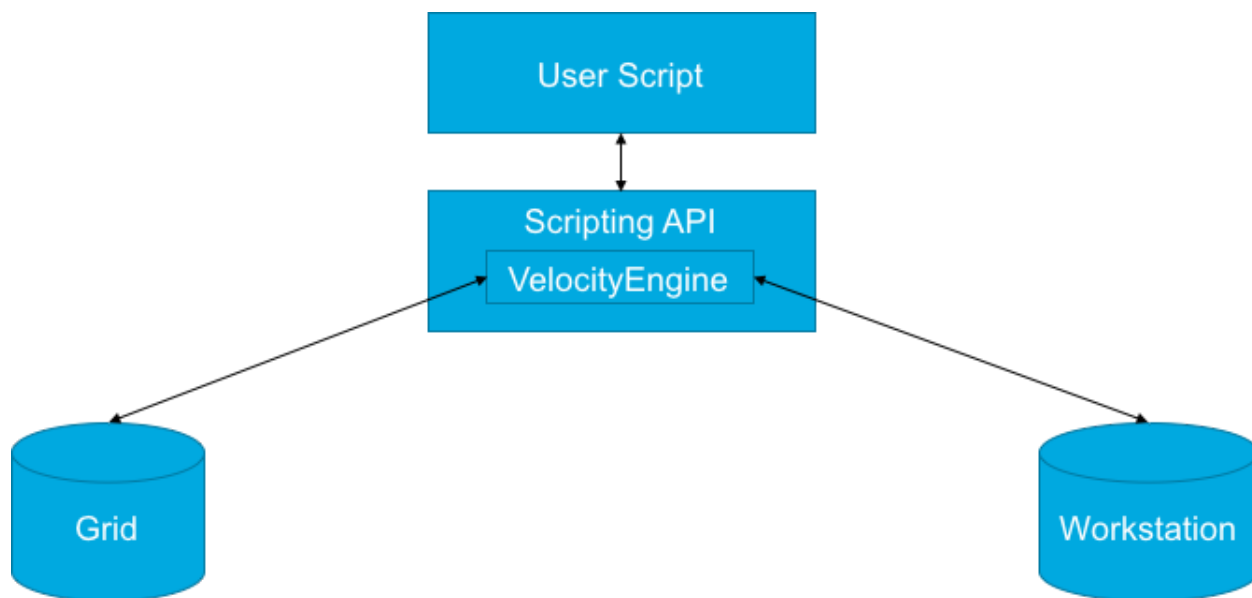 User Script
Scripting API
VelocityEngine
Grid
Workstation